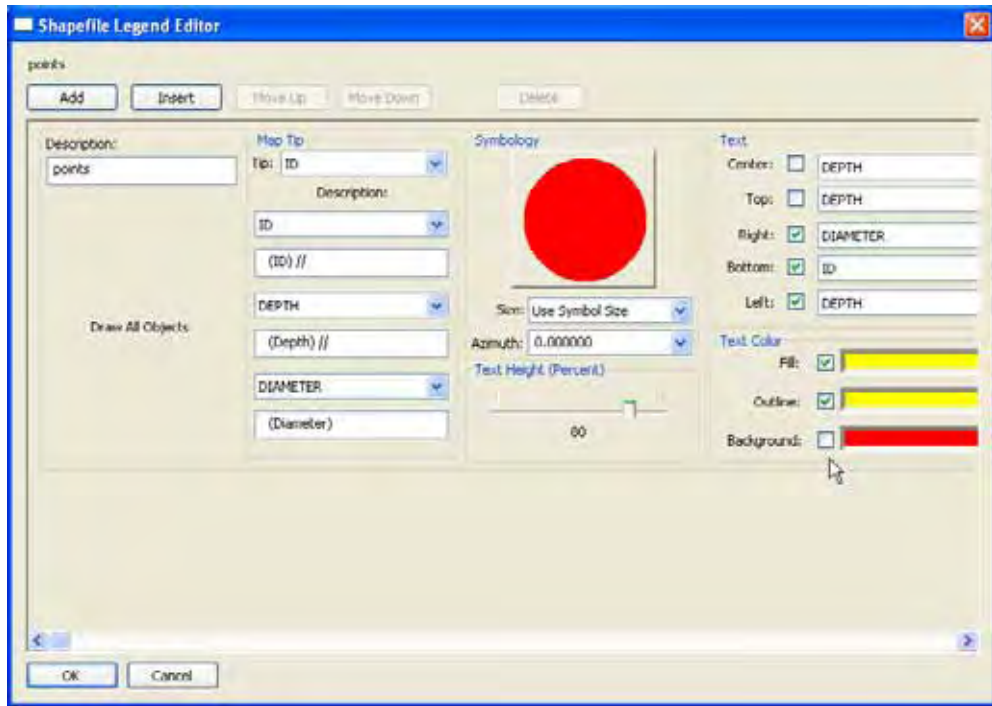 Shapefile Legend Editor
points
Add Insert Move Up Move Down Delete
Description:
points
Draw All Objects
Map Tip
Tip: ID
Description:
ID
(ID) //
DEPTH
(Depth) //
DIAMETER
(Diameter)
Symbology
Size: Use Symbol Size
Azimuth: 0.000000
Text Height (Percent)
80
Text
Center: DEPTH
Top: DEPTH
Right: DIAMETER
Bottom: ID
Left: DEPTH
Text Color
Fill:
Outline:
Background:
OK Cancel